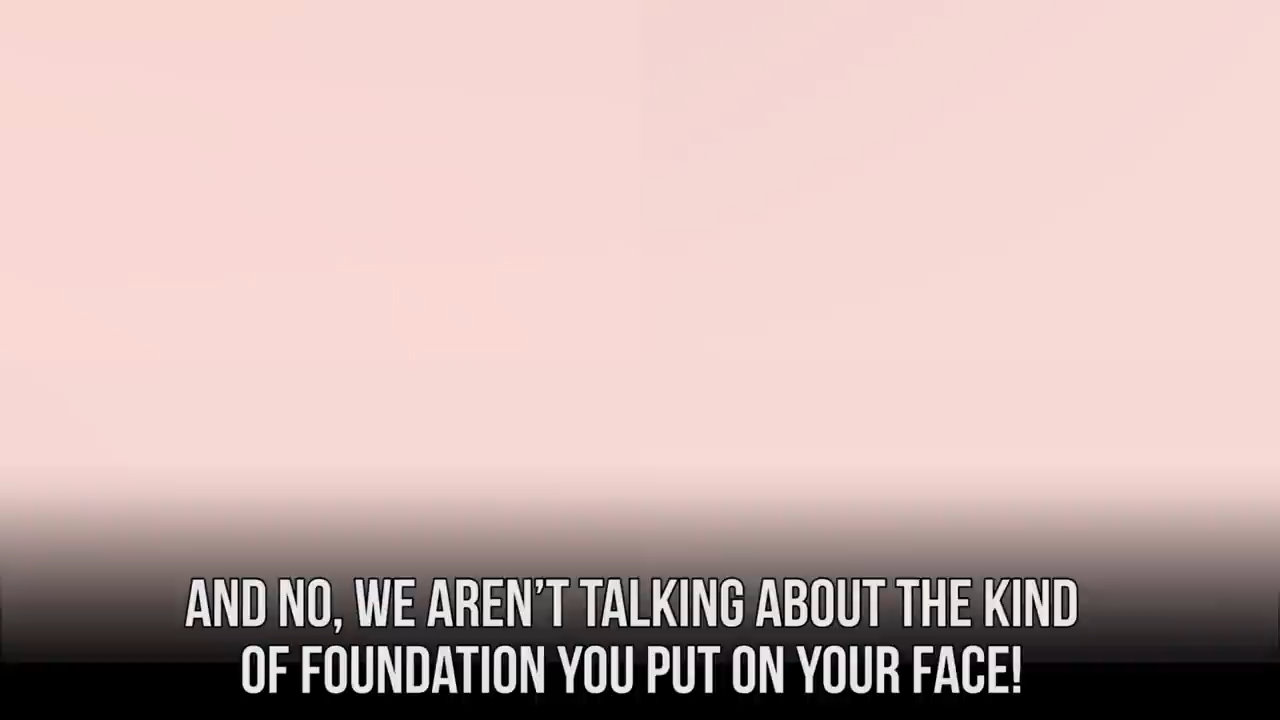 AND NO, WE AREN'T TALKING ABOUT THE KIND
OF FOUNDATION YOU PUT ON YOUR FACE!